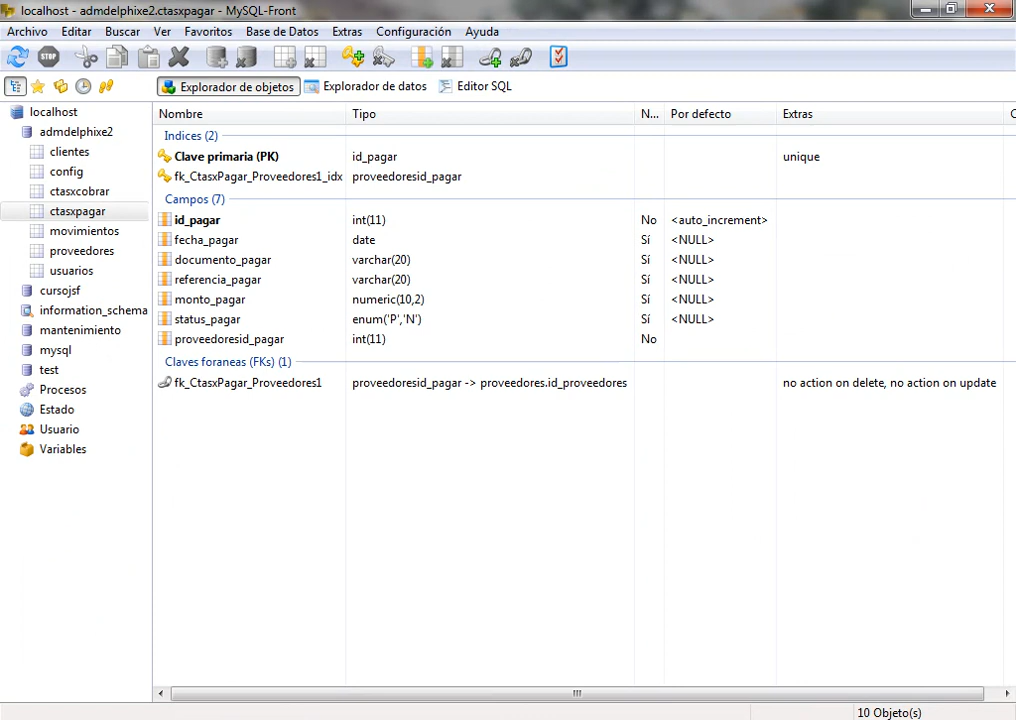 localhost - admdelphixe2.ctasxpagar - MySQL-Front
Archivo Editar Buscar Ver Favoritos Base de Datos Extras Configuración Ayuda
STOP
Explorador de objetos Explorador de datos Editor SQL
localhost
admdelphixe2
clientes
config
ctasxcobrar
ctasxpagar
movimientos
proveedores
usuarios
cursojsf
information_schema
mantenimiento
mysql
test
Procesos
Estado
Usuario
Variables
Nombre Tipo N... Por defecto Extras C
Indices (2)
Clave primaria (PK) id_pagar unique
fk_CtasxPagar_Proveedores1_idx proveedoresid_pagar
Campos (7)
id_pagar int(11) No <auto_increment>
fecha_pagar date Sí <NULL>
documento_pagar varchar(20) Sí <NULL>
referencia_pagar varchar(20) Sí <NULL>
monto_pagar numeric(10,2) Sí <NULL>
status_pagar enum('P','N') Sí <NULL>
proveedoresid_pagar int(11) No
Claves foraneas (FKs) (1)
fk_CtasxPagar_Proveedores1 proveedoresid_pagar -> proveedores.id_proveedores no action on delete, no action on update
10 Objeto(s)